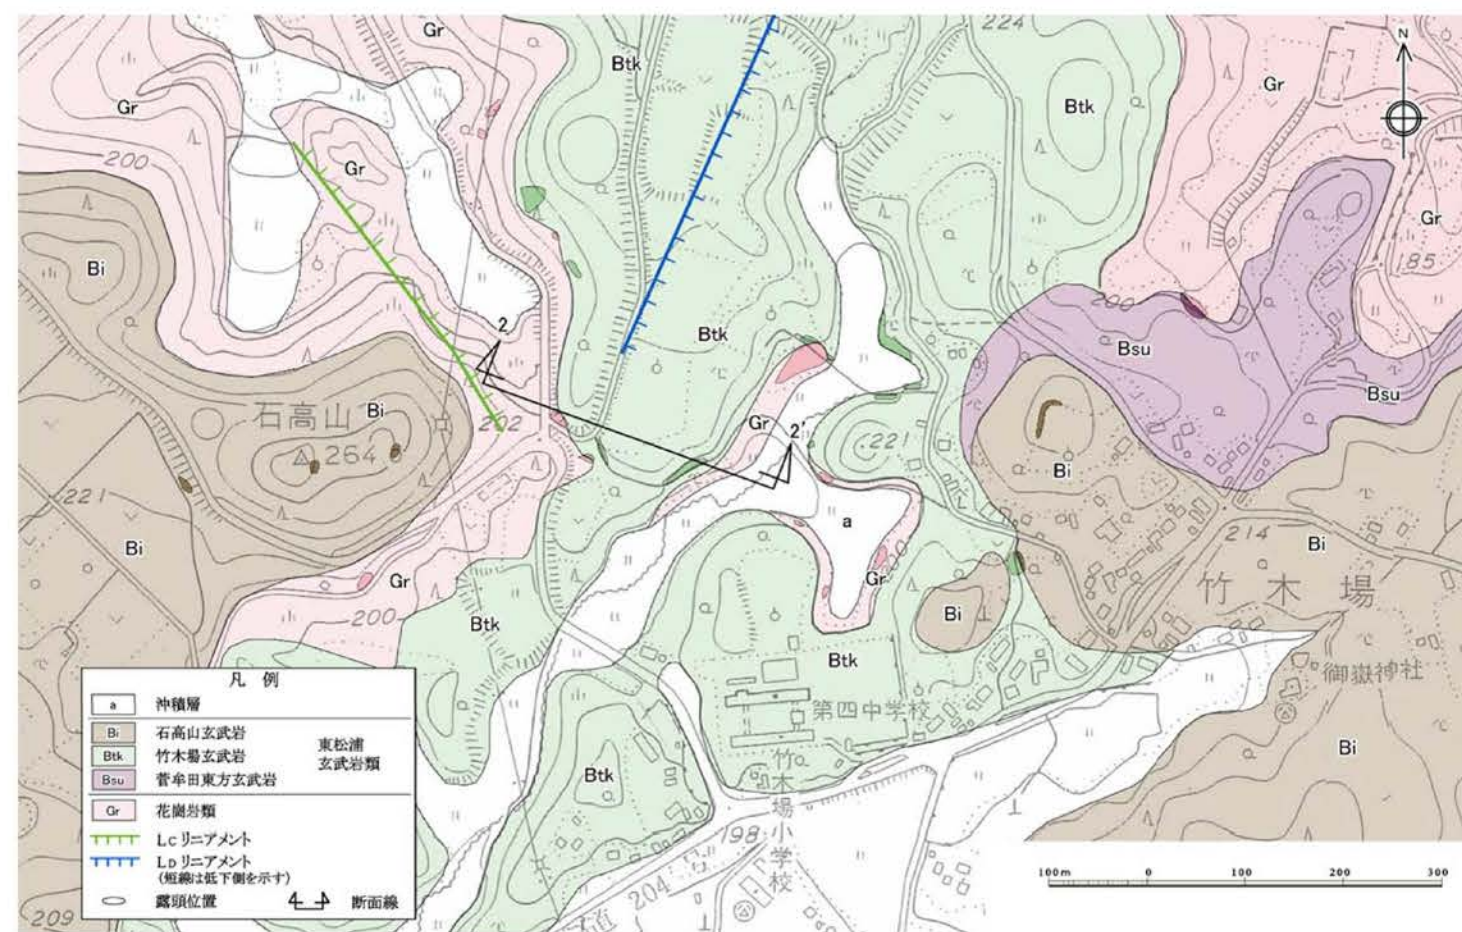 Gr
224
Btk
Gr
N
Gr
Btk
200
Gr
Gr
185
Bi
200
2
Btk
Bsu
Bsu
石高山
Bi
264
202
Gr
2'
221
Bi
221
a
214
Bi
Bi
竹木場
Gr
Gr
200
Btk
Bi
Btk
御嶽神社
第四中学校
Btk
竹木場小学校
Bi
198
道 204
209
凡 例
a 沖積層
Bi 石高山玄武岩
Btk 竹木場玄武岩
東松浦
玄武岩類
Bsu 菅牟田東方玄武岩
Gr 花崗岩類
LC リニアメント
LD リニアメント
(短線は低下側を示す)
露頭位置
断面線
100m 0 100 200 300